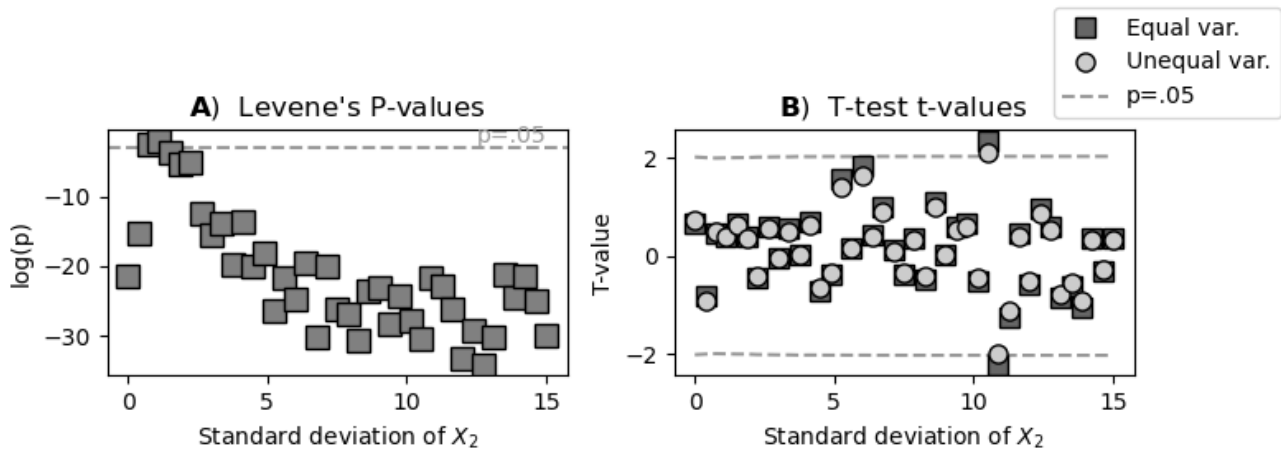 Equal var.
Unequal var.
p=.05
A) Levene's P-values
p=.05
−10
−20
−30
log(p)
0 5 10 15
Standard deviation of X₂
B) T-test t-values
2
0
−2
T-value
0 5 10 15
Standard deviation of X₂